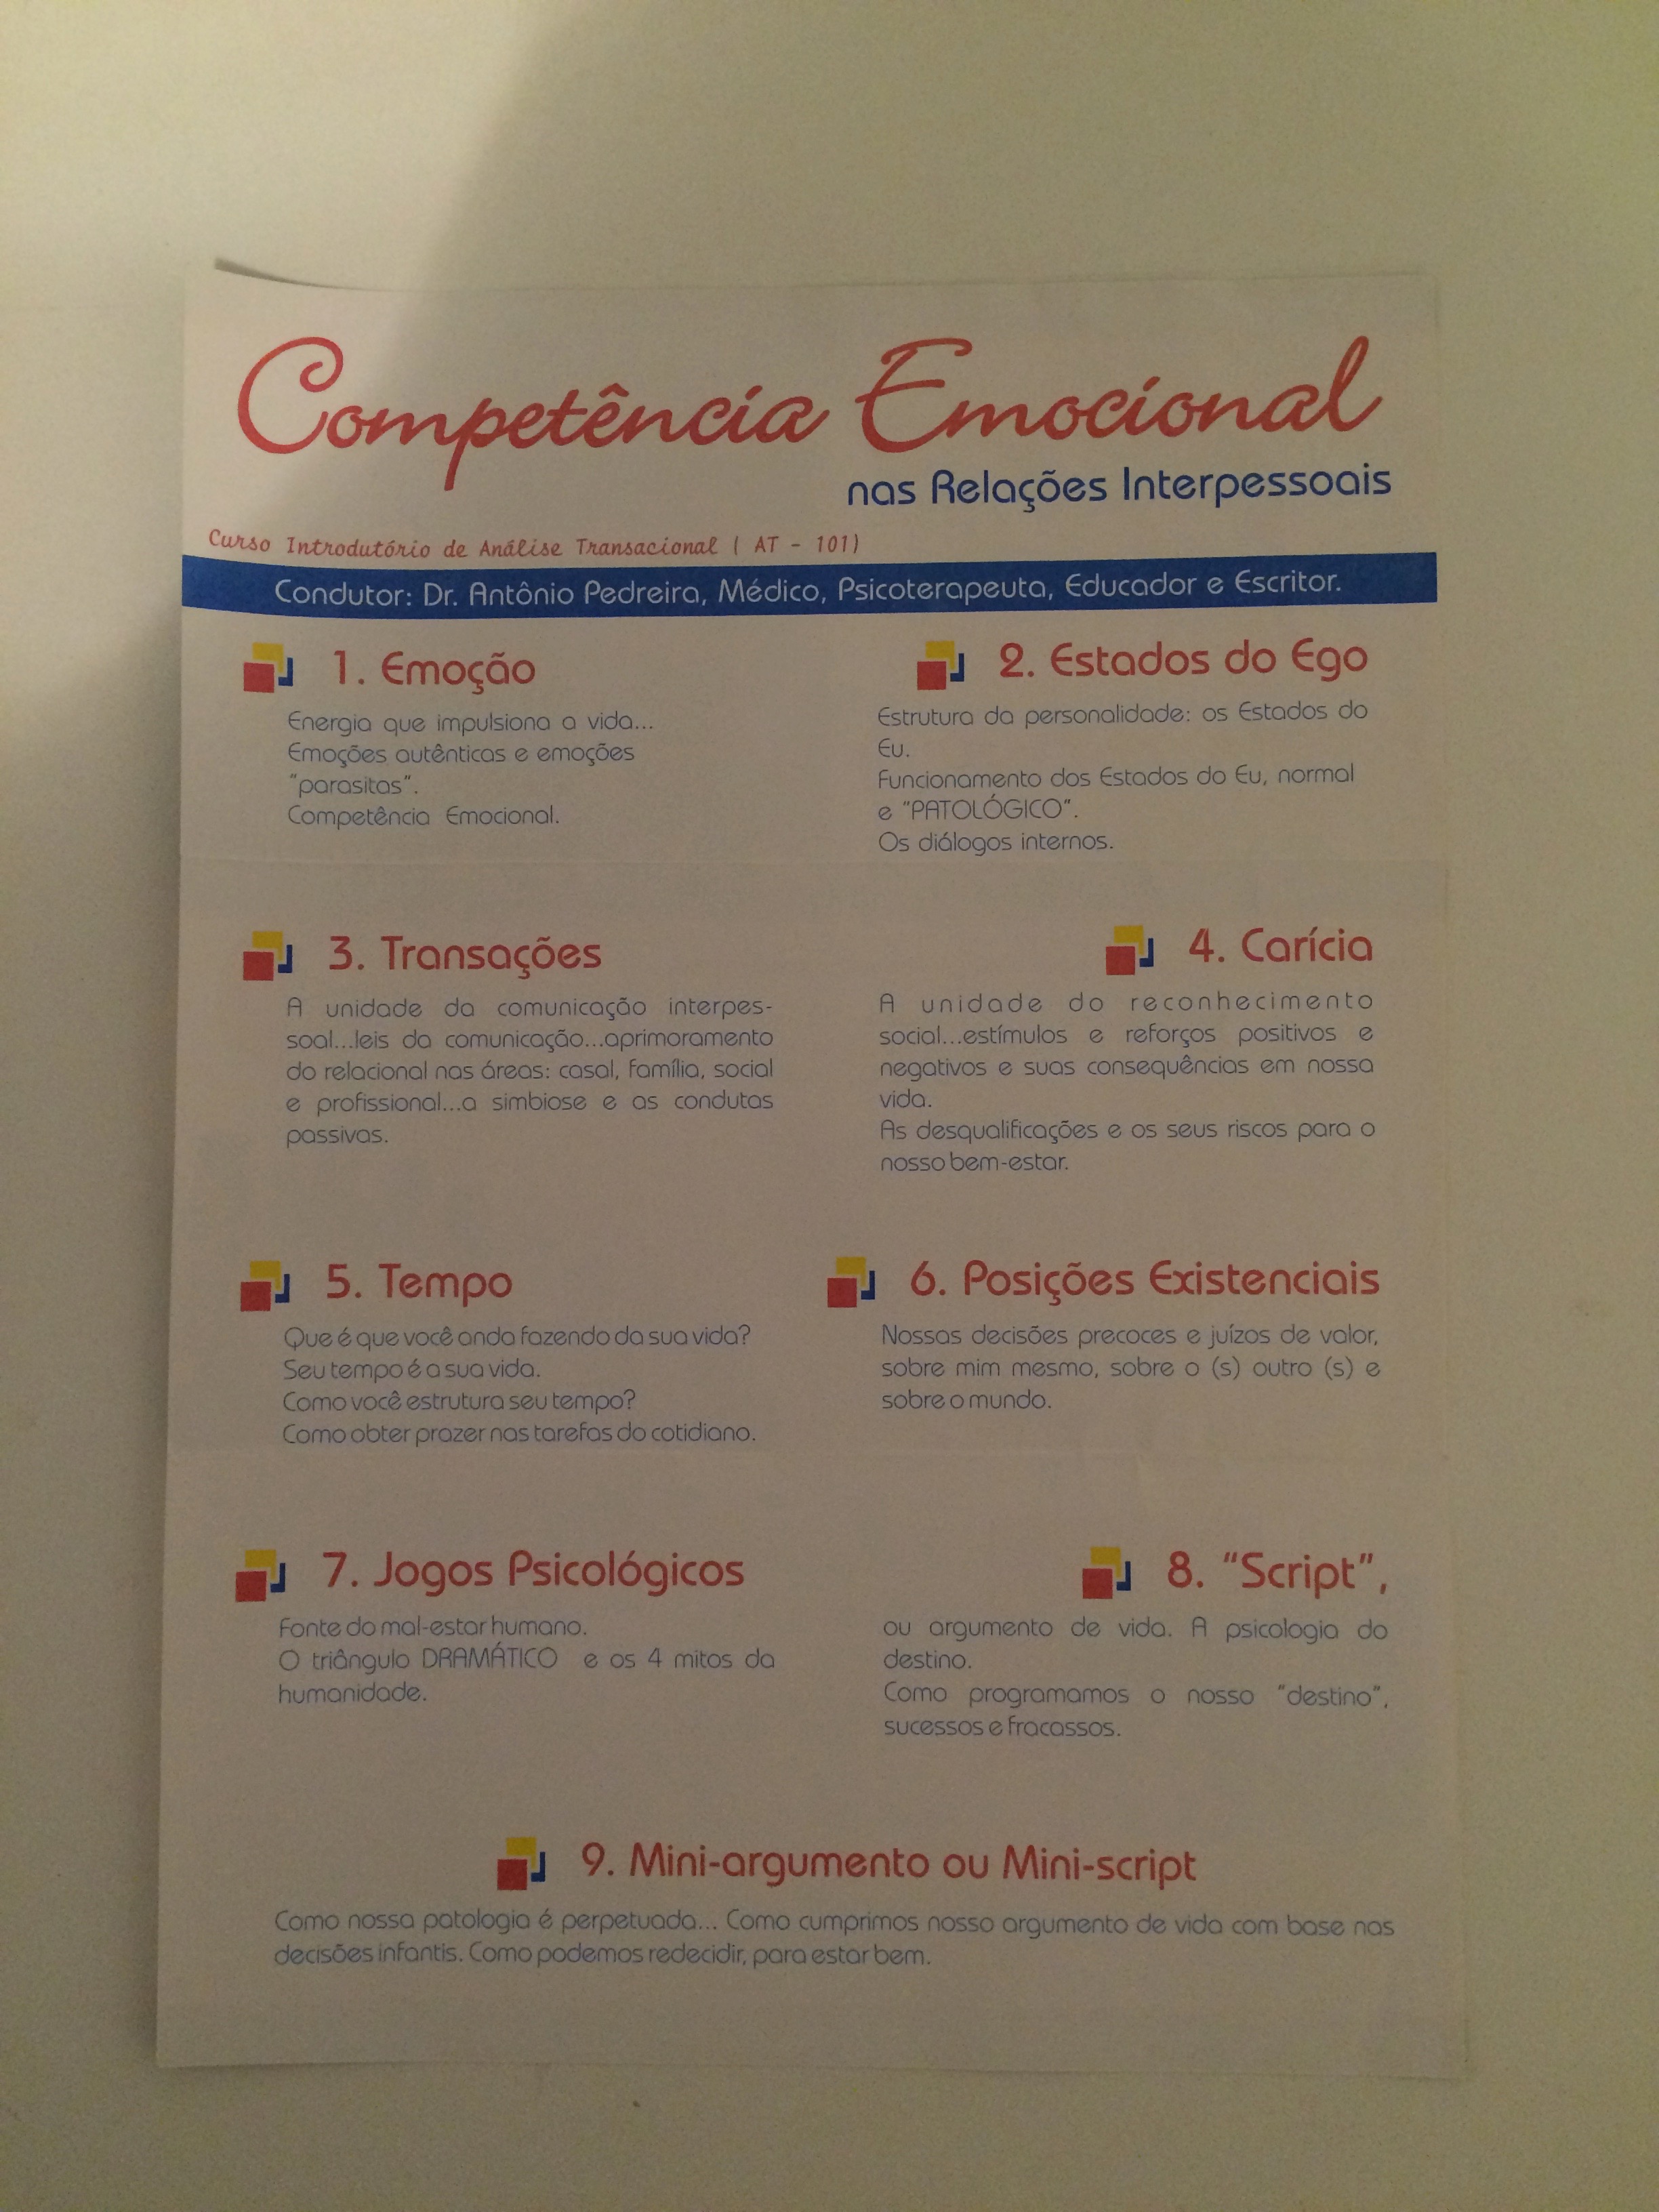 Competência Emocional
nas Relações Interpessoais
Curso Introdutório de Análise Transacional ( AT - 101)
Condutor: Dr. Antônio Pedreira, Médico, Psicoterapeuta, Educador e Escritor.
1. Emoção
Energia que impulsiona a vida...
Emoções autênticas e emoções
"parasitas".
Competência Emocional.
2. Estados do Ego
Estrutura da personalidade: os Estados do
Eu.
Funcionamento dos Estados do Eu, normal
e "PATOLÓGICO".
Os diálogos internos.
3. Transações
A unidade da comunicação interpes-
soal...leis da comunicação...aprimoramento
do relacional nas áreas: casal, família, social
e profissional...a simbiose e as condutas
passivas.
4. Carícia
A unidade do reconhecimento
social...estímulos e reforços positivos e
negativos e suas consequências em nossa
vida.
As desqualificações e os seus riscos para o
nosso bem-estar.
5. Tempo
Que é que você anda fazendo da sua vida?
Seu tempo é a sua vida.
Como você estrutura seu tempo?
Como obter prazer nas tarefas do cotidiano.
6. Posições Existenciais
Nossas decisões precoces e juízos de valor,
sobre mim mesmo, sobre o (s) outro (s) e
sobre o mundo.
7. Jogos Psicológicos
Fonte do mal-estar humano.
O triângulo DRAMÁTICO e os 4 mitos da
humanidade.
8. "Script",
ou argumento de vida. A psicologia do
destino.
Como programamos o nosso "destino",
sucessos e fracassos.
9. Mini-argumento ou Mini-script
Como nossa patologia é perpetuada... Como cumprimos nosso argumento de vida com base nas
decisões infantis. Como podemos redecidir, para estar bem.